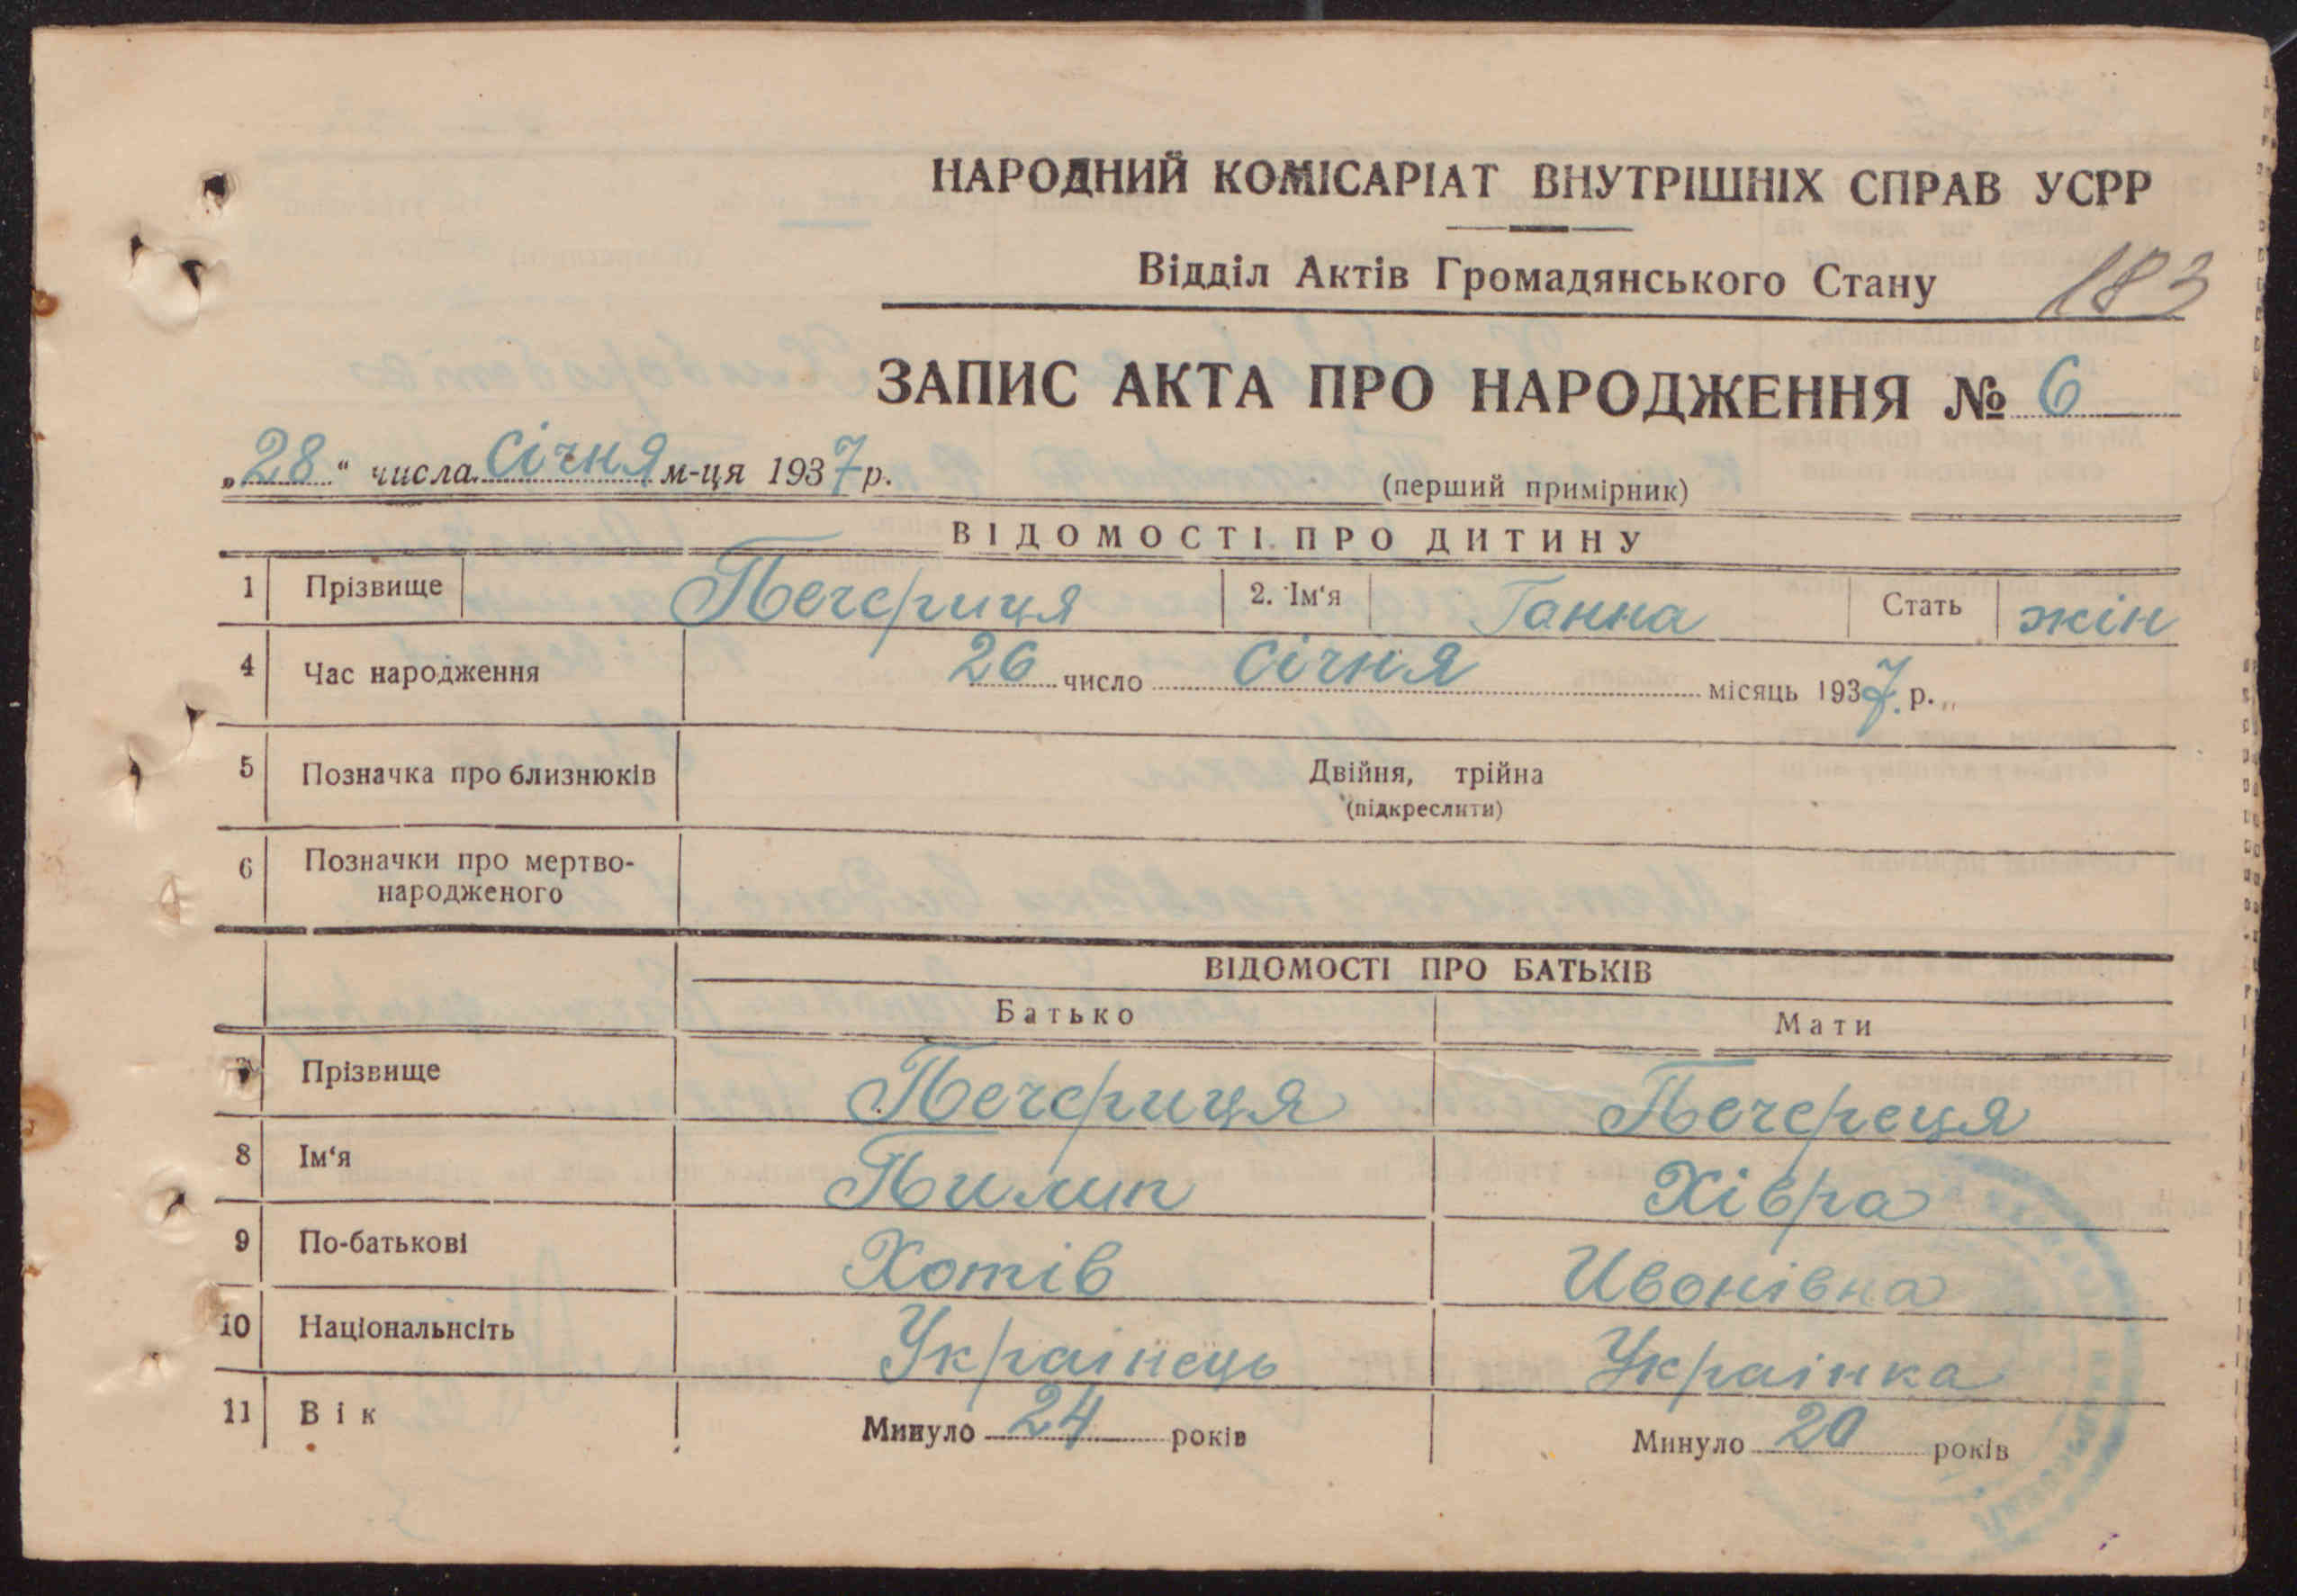 НАРОДНИЙ КОМІСАРІАТ ВНУТРІШНІХ СПРАВ УСРР
Відділ Актів Громадянського Стану 183
ЗАПИС АКТА ПРО НАРОДЖЕННЯ № 6
„28“ числа Січня м-ця 1937 р.
(перший примірник)
ВІДОМОСТІ ПРО ДИТИНУ
1 Прізвище Печериця 2. Ім‘я Ганна Стать жін
4 Час народження 26 число Січня місяць 1937 р.
5 Позначка про близнюків Двійня, трійна
(підкреслити)
6 Позначки про мертво-
народженого
ВІДОМОСТІ ПРО БАТЬКІВ
Батько Мати
7 Прізвище Печериця Печереця
8 Ім‘я Пилип Хівра
9 По-батькові Хотів Ивонівна
10 Національнсіть Українець Українка
11 Вік Минуло 24 років Минуло 20 років